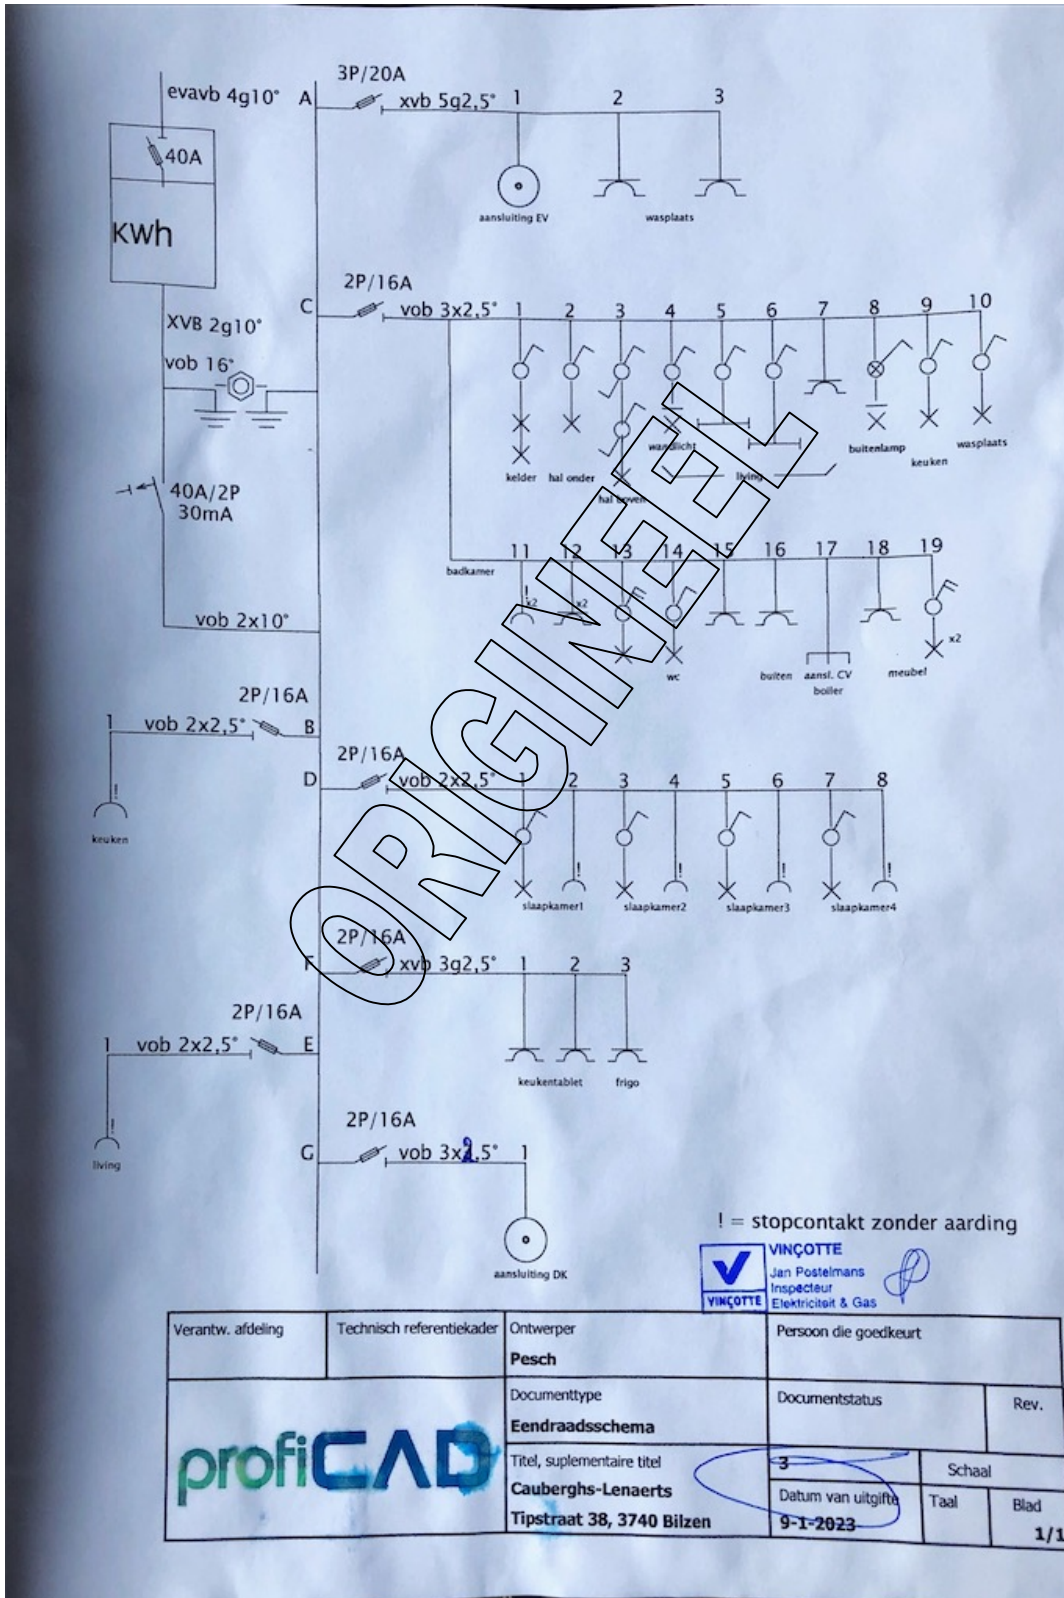 3P/20A
evavb 4g10° A xvb 5g2,5° 1 2 3
40A
aansluiting EV wasplaats
KWh
2P/16A
C vob 3x2,5° 1 2 3 4 5 6 7 8 9 10
XVB 2g10°
vob 16°
wandlicht buitenlamp wasplaats
keuken
kelder hal onder living
hal boven
40A/2P
30mA
11 12 13 14 15 16 17 18 19
badkamer
! x2 x2
vob 2x10° x2
wc buiten aansl. CV meubel
boiler
2P/16A
1 vob 2x2,5° B
2P/16A
D vob 2x2,5° 1 2 3 4 5 6 7 8
!
keuken
! ! ! !
slaapkamer1 slaapkamer2 slaapkamer3 slaapkamer4
2P/16A
F xvb 3g2,5° 1 2 3
2P/16A
1 vob 2x2,5° E
keukentablet frigo
2P/16A
!
G vob 3x2,5° 1
living
ORIGINEEL
! = stopcontakt zonder aarding
aansluiting DK
VINÇOTTE
Jan Postelmans
Inspecteur
VINÇOTTE Elektriciteit & Gas
Verantw. afdeling Technisch referentiekader Ontwerper Persoon die goedkeurt
Pesch
Documenttype Documentstatus Rev.
Eendraadsschema
profiCAD
Titel, suplementaire titel 3 Schaal
Cauberghs-Lenaerts Datum van uitgifte Taal Blad
Tipstraat 38, 3740 Bilzen 9-1-2023 1/1